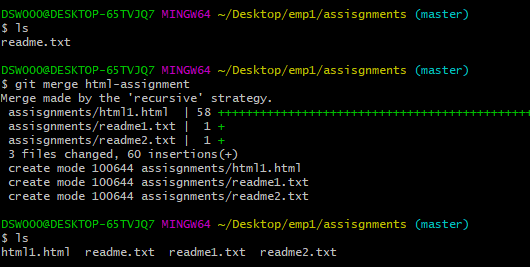 DSWOOO@DESKTOP-65TVJQ7 MINGW64 ~/Desktop/emp1/assisgnments (master)
$ ls
readme.txt
DSWOOO@DESKTOP-65TVJQ7 MINGW64 ~/Desktop/emp1/assisgnments (master)
$ git merge html-assignment
Merge made by the 'recursive' strategy.
 assisgnments/html1.html  | 58 ++++++++++++++++++++++++++++++++++++++++++++++
 assisgnments/readme1.txt |  1 +
 assisgnments/readme2.txt |  1 +
 3 files changed, 60 insertions(+)
 create mode 100644 assisgnments/html1.html
 create mode 100644 assisgnments/readme1.txt
 create mode 100644 assisgnments/readme2.txt
DSWOOO@DESKTOP-65TVJQ7 MINGW64 ~/Desktop/emp1/assisgnments (master)
$ ls
html1.html  readme.txt  readme1.txt  readme2.txt